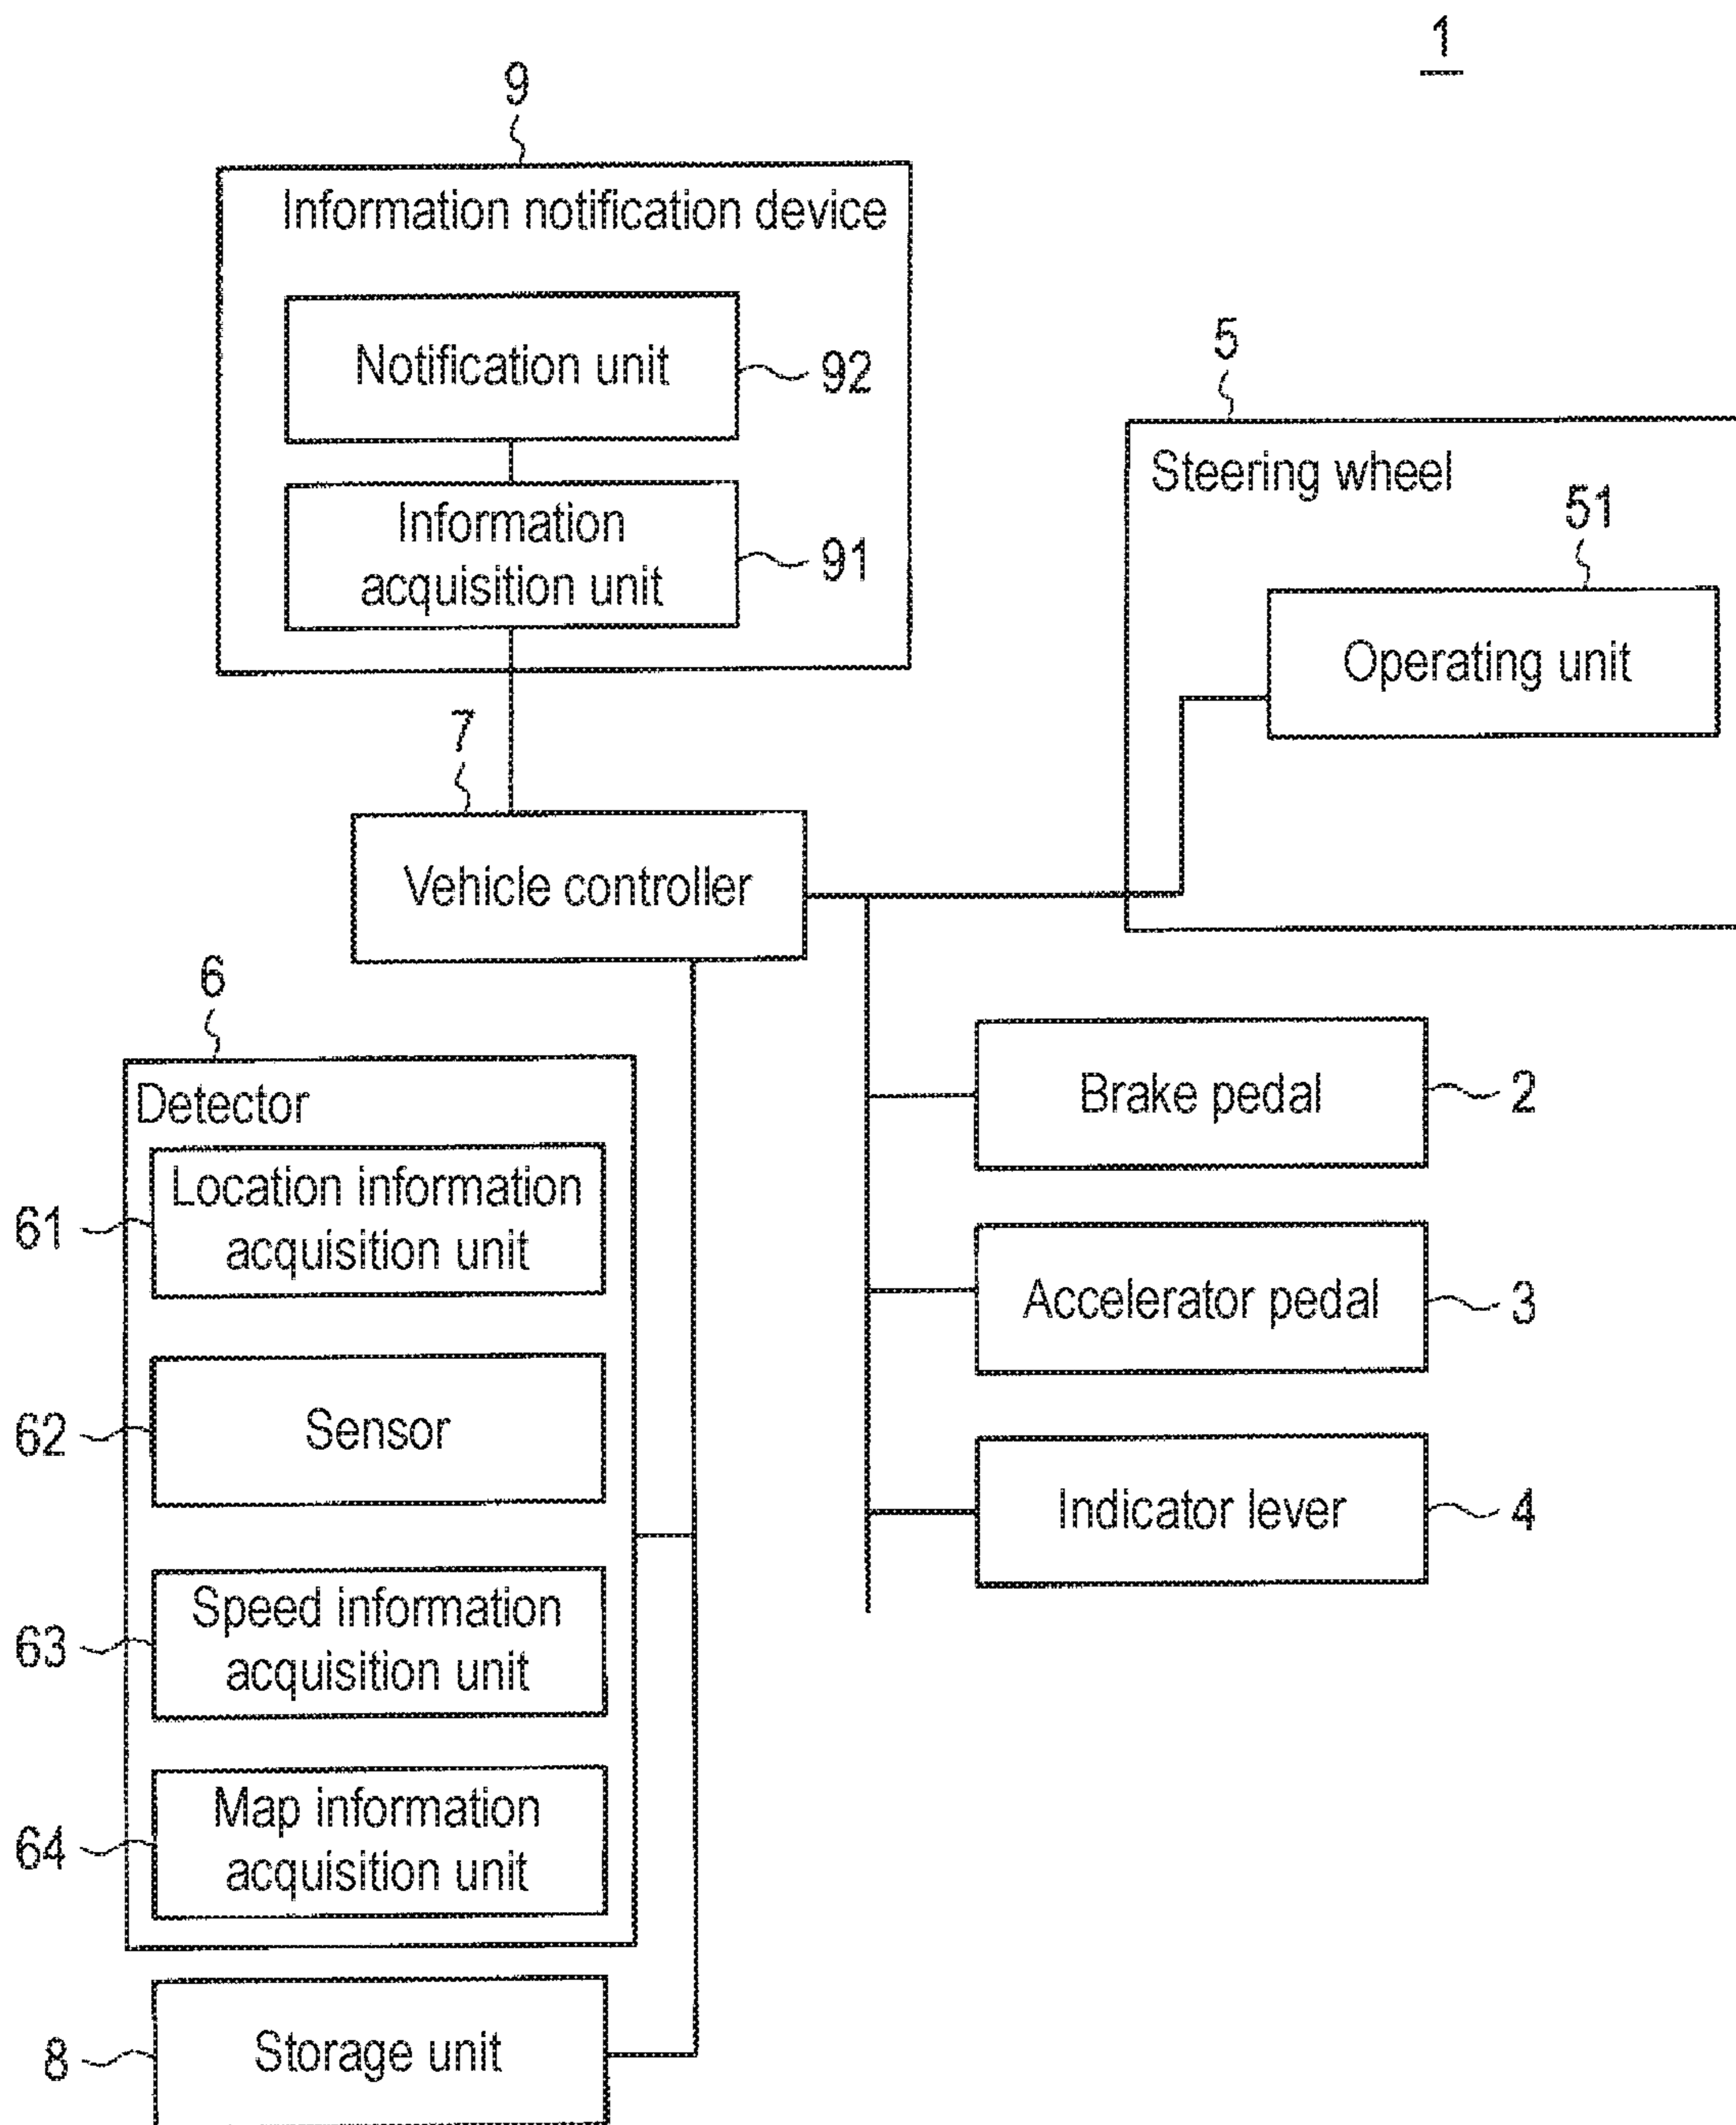 1
9
Information notification device
Notification unit
92
Information
acquisition unit
91
5
Steering wheel
51
Operating unit
7
Vehicle controller
6
Detector
Location information
acquisition unit
61
Sensor
62
Speed information
acquisition unit
63
Map information
acquisition unit
64
Storage unit
8
Brake pedal
2
Accelerator pedal
3
Indicator lever
4